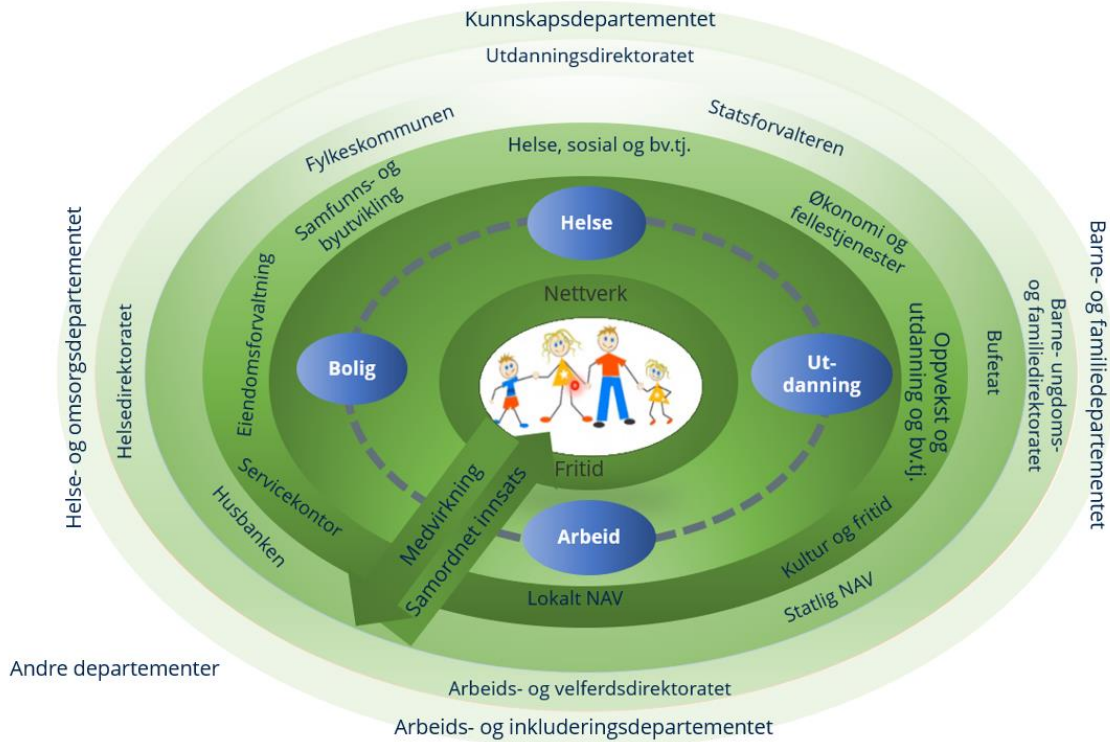 Kunnskapsdepartementet
Utdanningsdirektoratet
Fylkeskommunen
Statsforvalteren
Helse, sosial og bv.tj.
Samfunns- og
byutvikling
Økonomi og
fellestjenester
Helse
Nettverk
Helse- og omsorgsdepartementet
Helsedirektoratet
Eiendomsforvaltning
Bolig
Ut-
danning
Oppvekst og
utdanning og bv.tj.
Bufetat
Barne- ungdoms-
og familiedirektoratet
Barne- og familiedepartementet
Fritid
Medvirkning
Samordnet innsats
Servicekontor
Husbanken
Arbeid
Kultur og fritid
Lokalt NAV
Statlig NAV
Andre departementer
Arbeids- og velferdsdirektoratet
Arbeids- og inkluderingsdepartementet